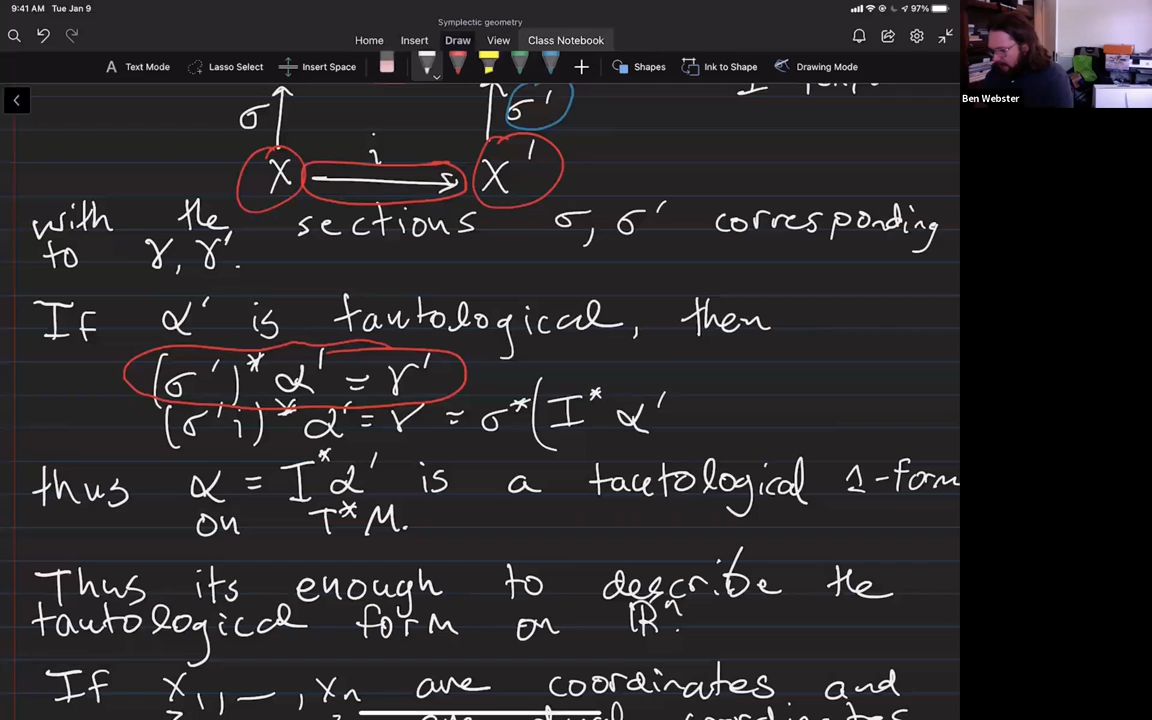 9:41 AM Tue Jan 9
97%
Symplectic geometry
Home Insert Draw View Class Notebook
Text Mode Lasso Select Insert Space Shapes Ink to Shape Drawing Mode
Ben Webster
σ σ'
i
X X'
with the sections σ, σ' corresponding
to γ, γ'.
If α' is tautological, then
(σ')* α' = γ'
(σ'i)* α' = γ = σ*(I* α'
thus α = I*α' is a tautological 1-form
on T*M.
Thus its enough to describe the
tautological form on ℝⁿ.
If x₁, —, xₙ are coordinates and